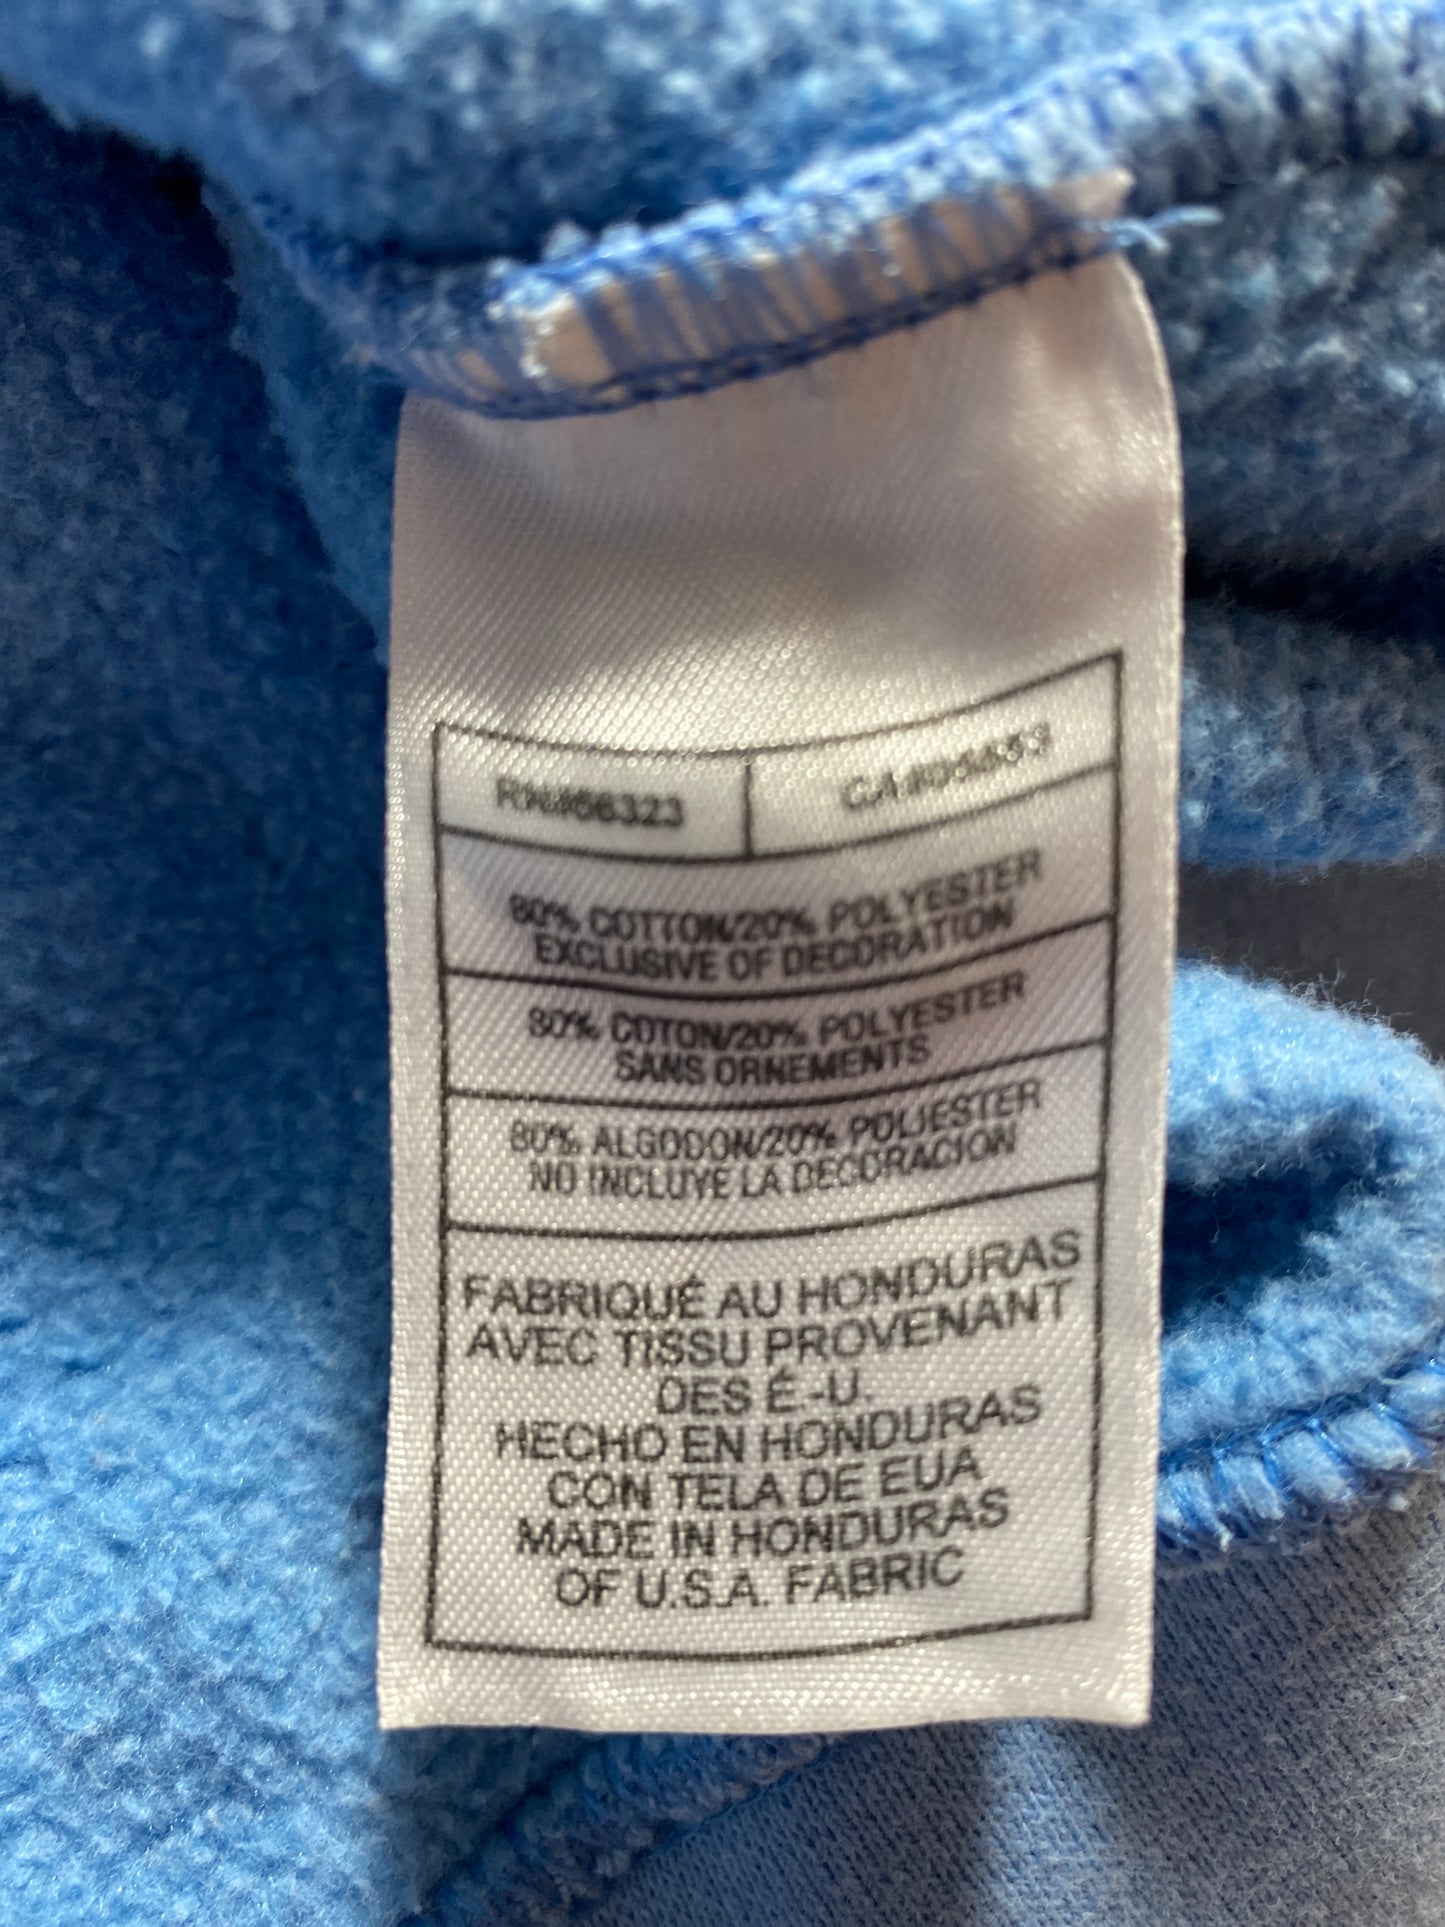 RN#66323
80% COTTON/20% POLYESTER
EXCLUSIVE OF DECORATION
80% COTON/20% POLYESTER
SANS ORNEMENTS
80% ALGODON/20% POLIESTER
NO INCLUYE LA DECORACION
FABRIQUÉ AU HONDURAS
AVEC TISSU PROVENANT
DES É.-U.
HECHO EN HONDURAS
CON TELA DE EUA
MADE IN HONDURAS
OF U.S.A. FABRIC